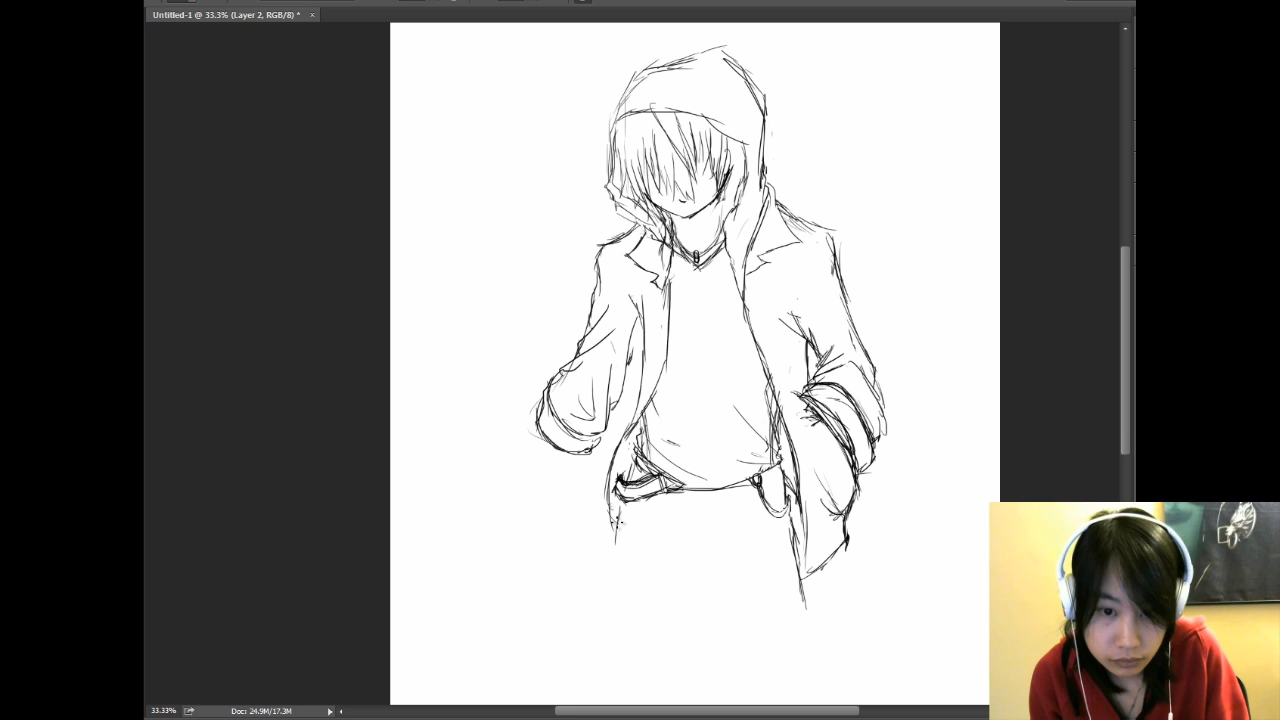 Untitled-1 @ 33.3% (Layer 2, RGB/8) *
33.33%
Doc: 24.9M/17.3M